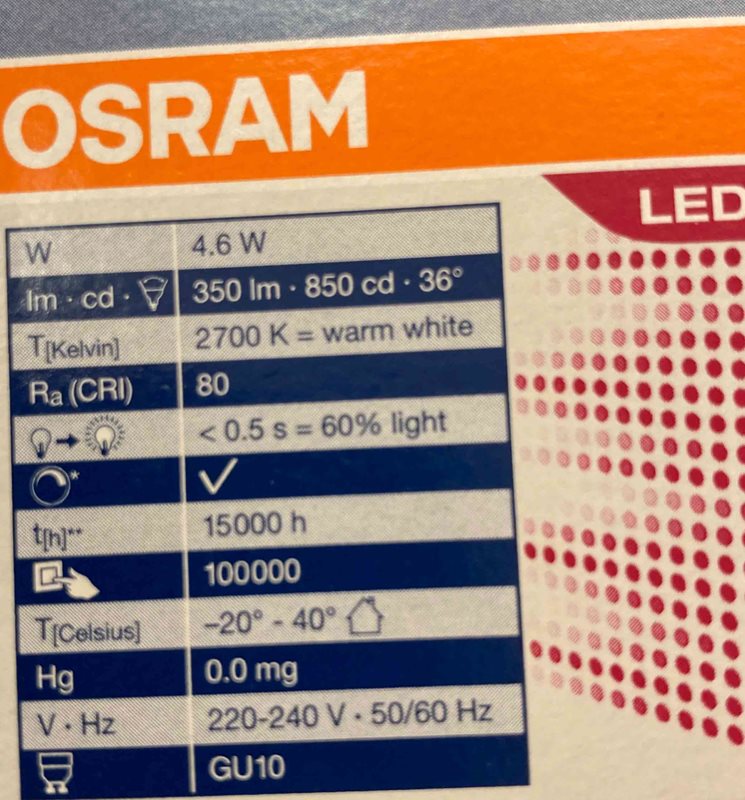 OSRAM
LED
W 4.6 W
lm · cd · 350 lm · 850 cd · 36°
T[Kelvin] 2700 K = warm white
Ra (CRI) 80
< 0.5 s = 60% light
* ✓
t[h]** 15000 h
100000
T[Celsius] –20° - 40°
Hg 0.0 mg
V · Hz 220-240 V · 50/60 Hz
GU10